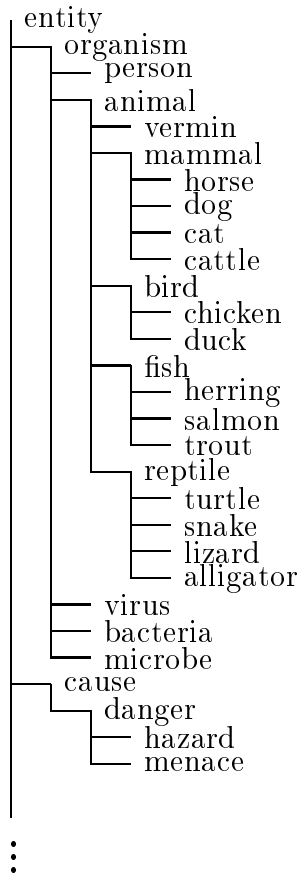 entity
organism
person
animal
vermin
mammal
horse
dog
cat
cattle
bird
chicken
duck
fish
herring
salmon
trout
reptile
turtle
snake
lizard
alligator
virus
bacteria
microbe
cause
danger
hazard
menace